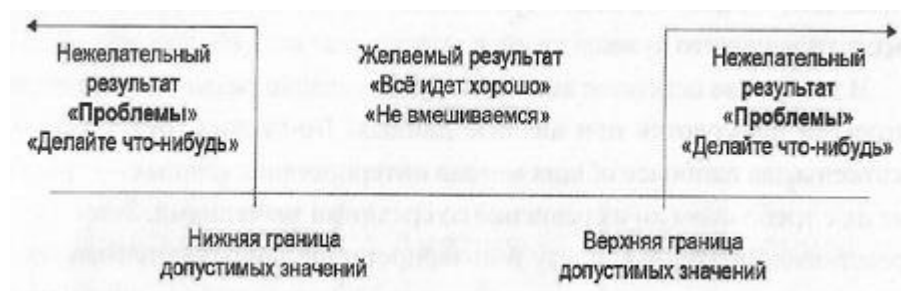 Нежелательный
результат
«Проблемы»
«Делайте что-нибудь»
Желаемый результат
«Всё идет хорошо»
«Не вмешиваемся»
Нежелательный
результат
«Проблемы»
«Делайте что-нибудь»
Нижняя граница
допустимых значений
Верхняя граница
допустимых значений